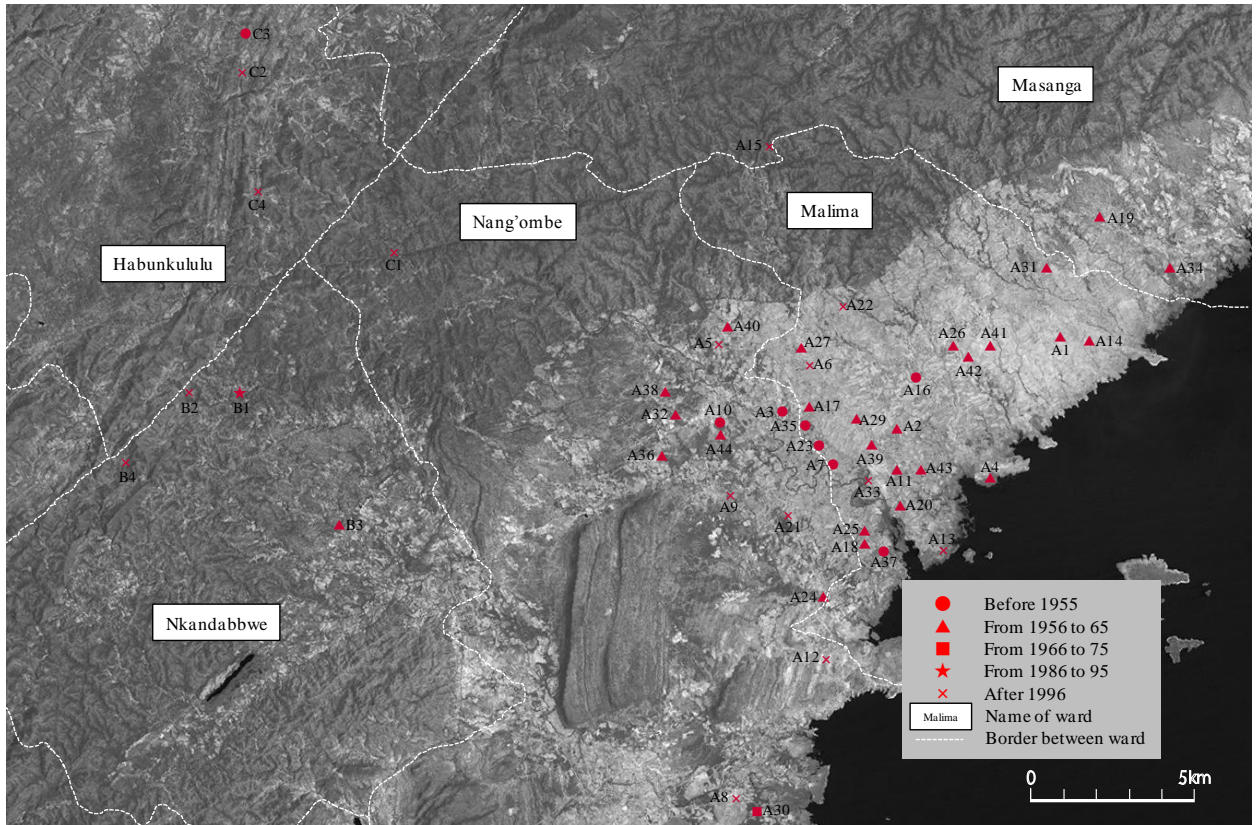 C3
C2
Masanga
A15
C4
Nang'ombe
Malima
A19
Habunkululu
C1
A31
A34
A22
A40
A5
A27
A26
A41
A1
A14
A6
A42
A16
B2
B1
A38
A3
A17
A32
A10
A35
A29
A2
A44
A23
A39
A36
A7
A11
A43
A4
B4
A33
A9
A20
A21
B3
A25
A18
A37
A13
Before 1955
A24
From 1956 to 65
Nkandabbwe
From 1966 to 75
A12
From 1986 to 95
After 1996
Malima Name of ward
Border between ward
0 5km
A8
A30